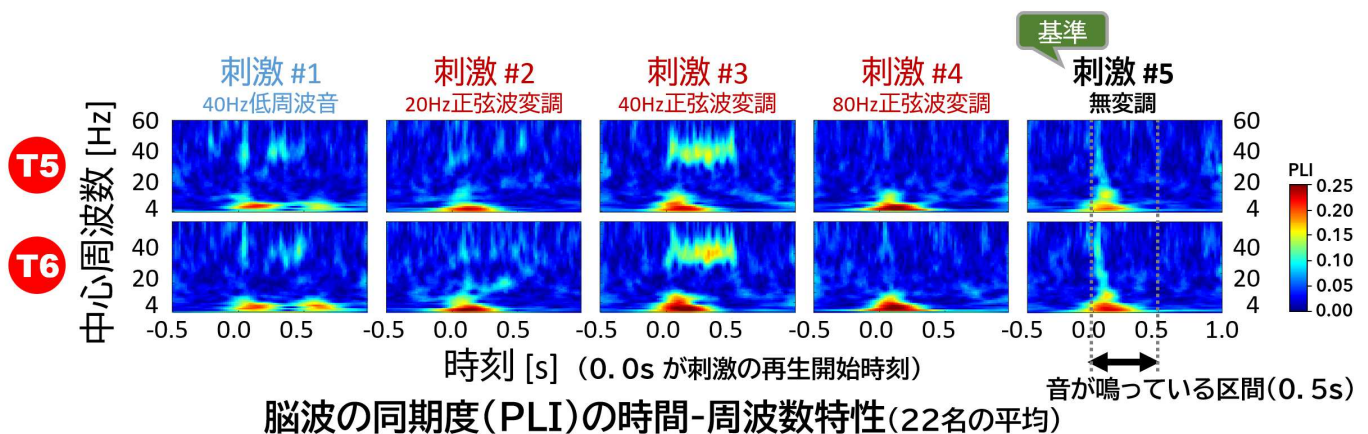 基準
刺激 #1
40Hz低周波音
刺激 #2
20Hz正弦波変調
刺激 #3
40Hz正弦波変調
刺激 #4
80Hz正弦波変調
刺激 #5
無変調
中心周波数 [Hz]
T5
60
40
20
4
60
40
20
4
T6
40
20
4
40
20
4
PLI
0.25
0.20
0.15
0.10
0.05
0.00
-0.5 0.0 0.5 -0.5 0.0 0.5 -0.5 0.0 0.5 -0.5 0.0 0.5 -0.5 0.0 0.5 1.0
時刻 [s] (0.0s が刺激の再生開始時刻)
音が鳴っている区間(0.5s)
脳波の同期度(PLI)の時間-周波数特性(22名の平均)